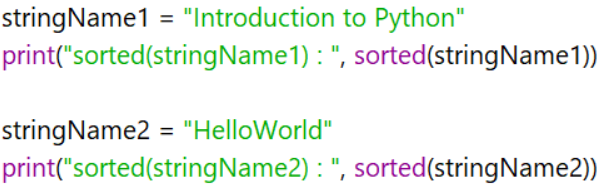 stringName1 = "Introduction to Python"
print("sorted(stringName1) : ", sorted(stringName1))
stringName2 = "HelloWorld"
print("sorted(stringName2) : ", sorted(stringName2))